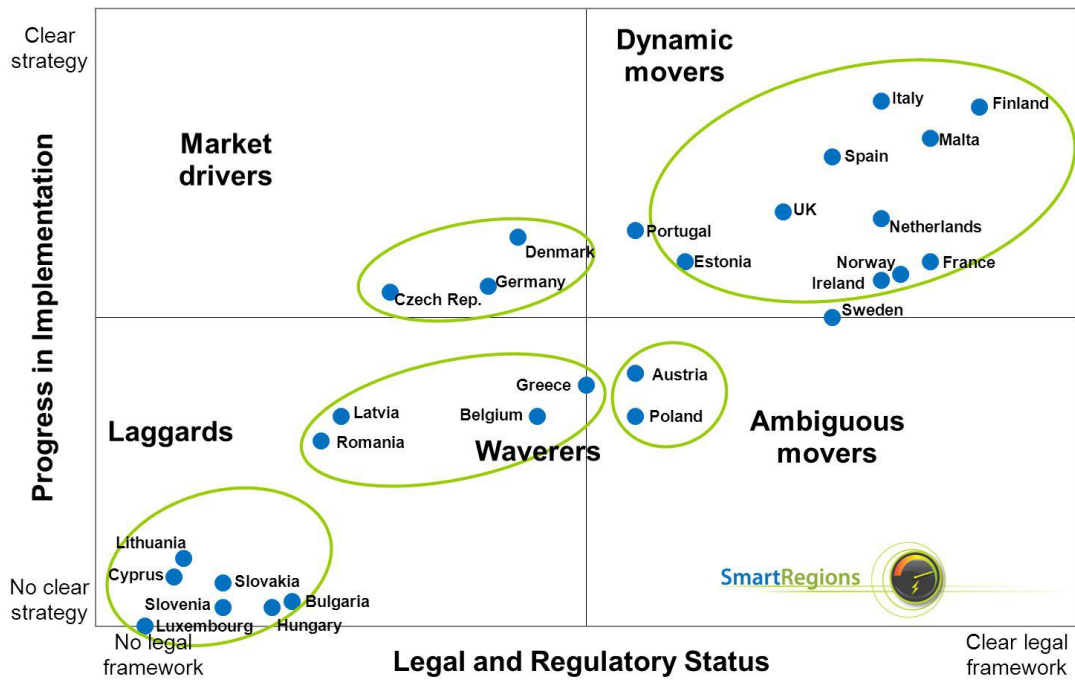 Clear
strategy
Dynamic
movers
Italy
Finland
Malta
Market
drivers
Spain
UK
Netherlands
Portugal
Denmark
Estonia
Norway
France
Ireland
Germany
Czech Rep.
Sweden
Progress in Implementation
Austria
Greece
Latvia
Belgium
Poland
Laggards
Romania
Waverers
Ambiguous
movers
Lithuania
Cyprus
Slovakia
SmartRegions
No clear
strategy
Slovenia
Bulgaria
Luxembourg
Hungary
No legal
framework
Legal and Regulatory Status
Clear legal
framework